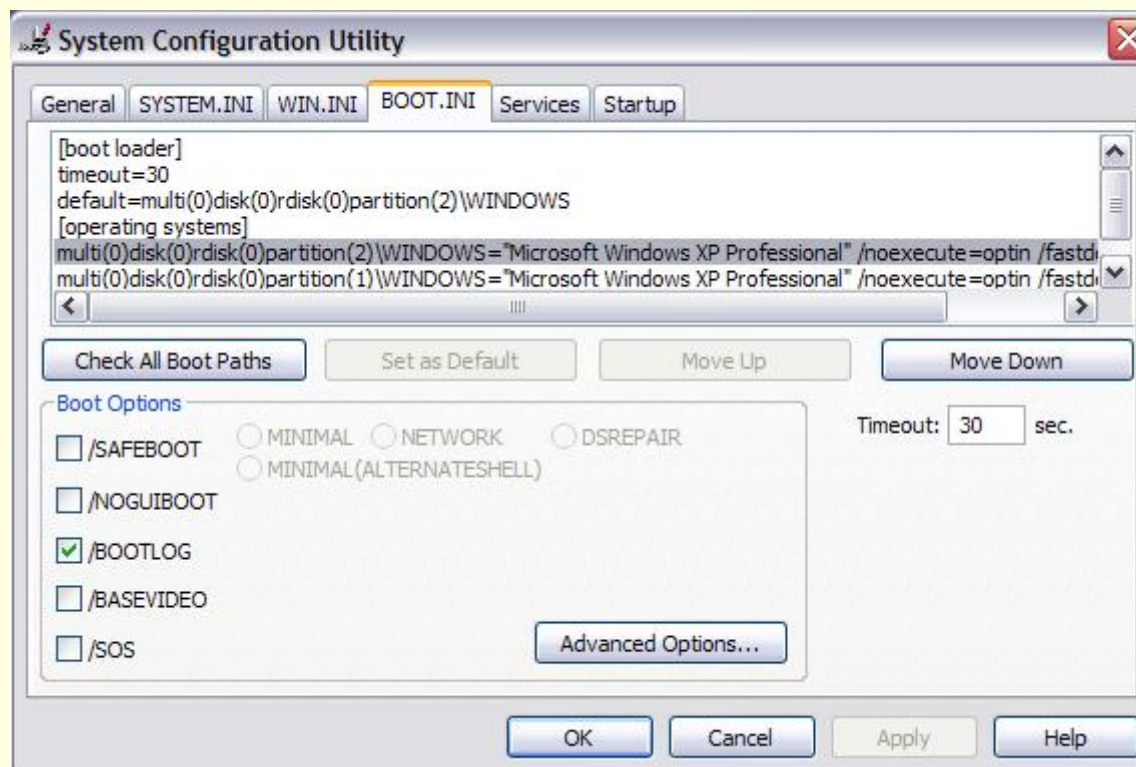 System Configuration Utility
General SYSTEM.INI WIN.INI BOOT.INI Services Startup
[boot loader]
timeout=30
default=multi(0)disk(0)rdisk(0)partition(2)\WINDOWS
[operating systems]
multi(0)disk(0)rdisk(0)partition(2)\WINDOWS="Microsoft Windows XP Professional" /noexecute=optin /fastd
multi(0)disk(0)rdisk(0)partition(1)\WINDOWS="Microsoft Windows XP Professional" /noexecute=optin /fastd
Check All Boot Paths Set as Default Move Up Move Down
Boot Options
Timeout: 30 sec.
/SAFEBOOT MINIMAL NETWORK DSREPAIR
MINIMAL(ALTERNATESHELL)
/NOGUIBOOT
/BOOTLOG
/BASEVIDEO
/SOS
Advanced Options...
OK Cancel Apply Help